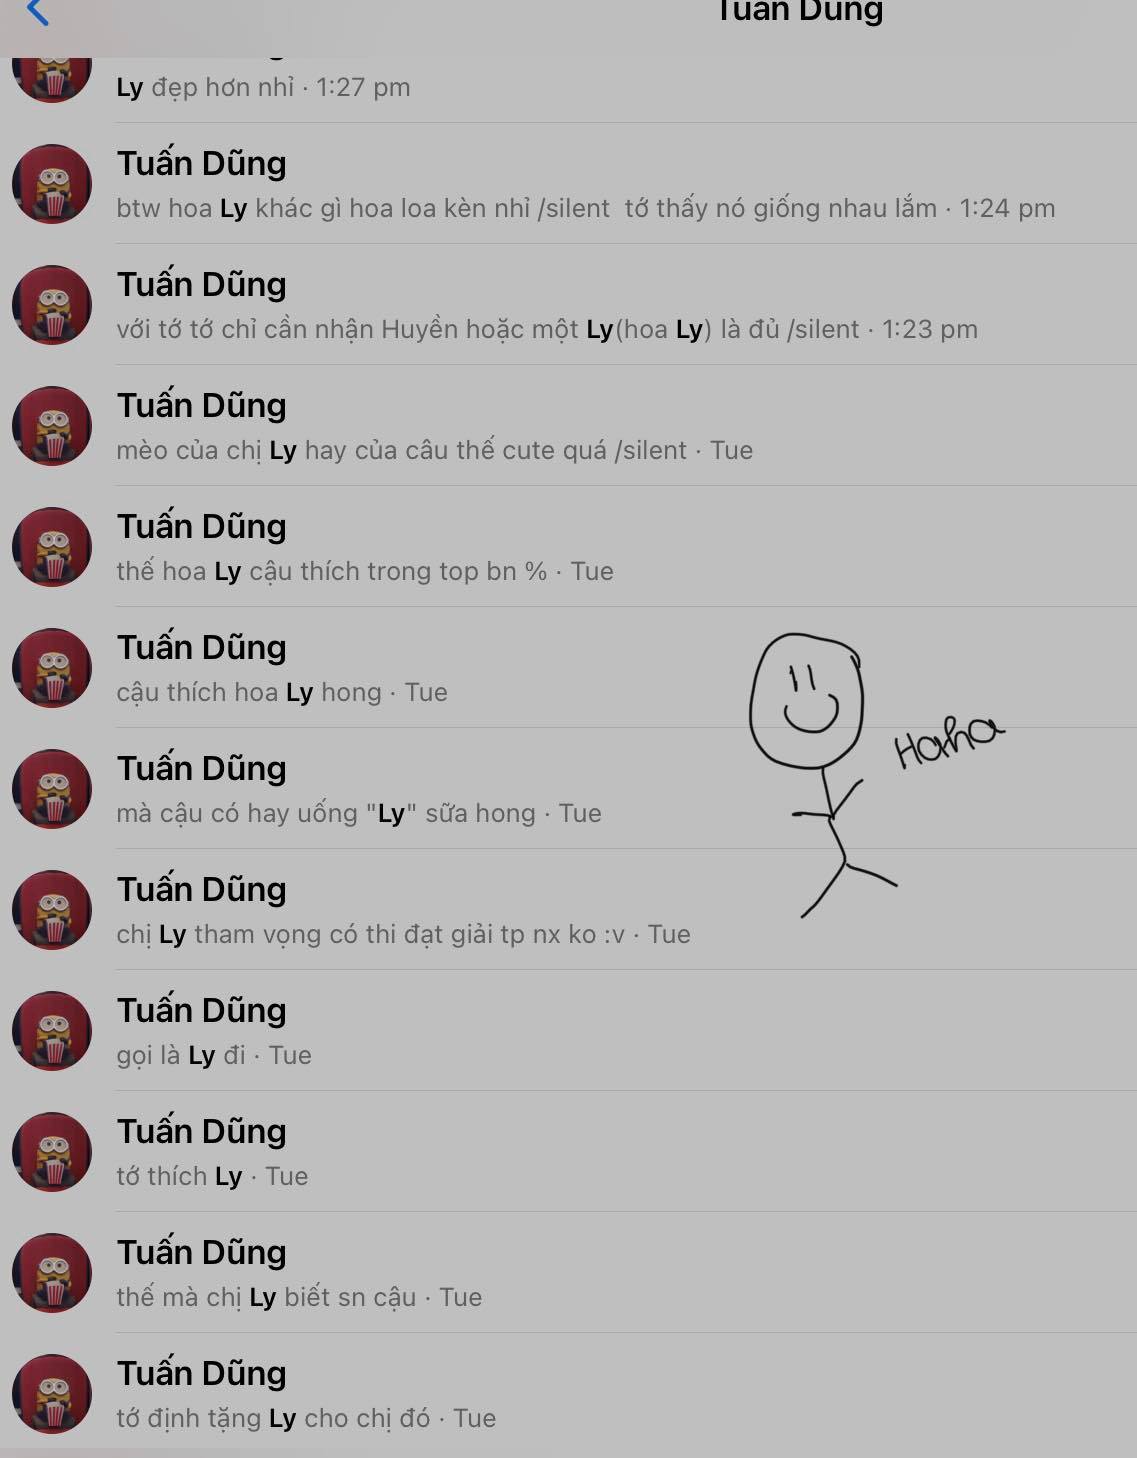 Tuấn Dũng
Ly đẹp hơn nhỉ · 1:27 pm
Tuấn Dũng
btw hoa Ly khác gì hoa loa kèn nhỉ /silent  tớ thấy nó giống nhau lắm · 1:24 pm
Tuấn Dũng
với tớ tớ chỉ cần nhận Huyền hoặc một Ly(hoa Ly) là đủ /silent · 1:23 pm
Tuấn Dũng
mèo của chị Ly hay của câu thế cute quá /silent · Tue
Tuấn Dũng
thế hoa Ly cậu thích trong top bn % · Tue
Tuấn Dũng
cậu thích hoa Ly hong · Tue
Haha
Tuấn Dũng
mà cậu có hay uống "Ly" sữa hong · Tue
Tuấn Dũng
chị Ly tham vọng có thi đạt giải tp nx ko :v · Tue
Tuấn Dũng
gọi là Ly đi · Tue
Tuấn Dũng
tớ thích Ly · Tue
Tuấn Dũng
thế mà chị Ly biết sn cậu · Tue
Tuấn Dũng
tớ định tặng Ly cho chị đó · Tue